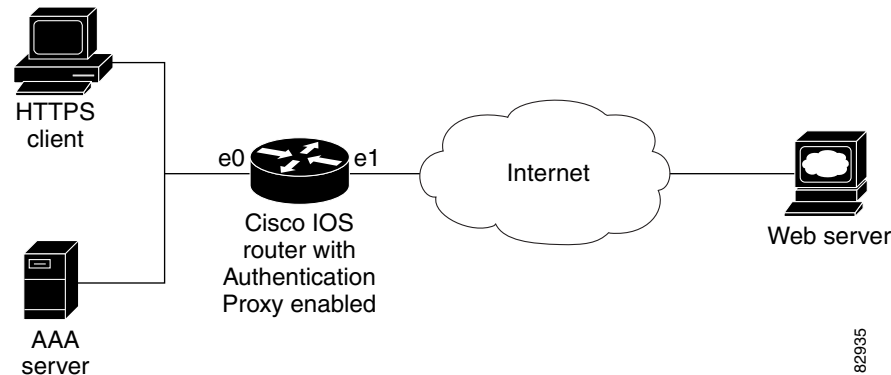 HTTPS
client
e0
e1
Internet
Cisco IOS
router with
Authentication
Proxy enabled
Web server
AAA
server
82935